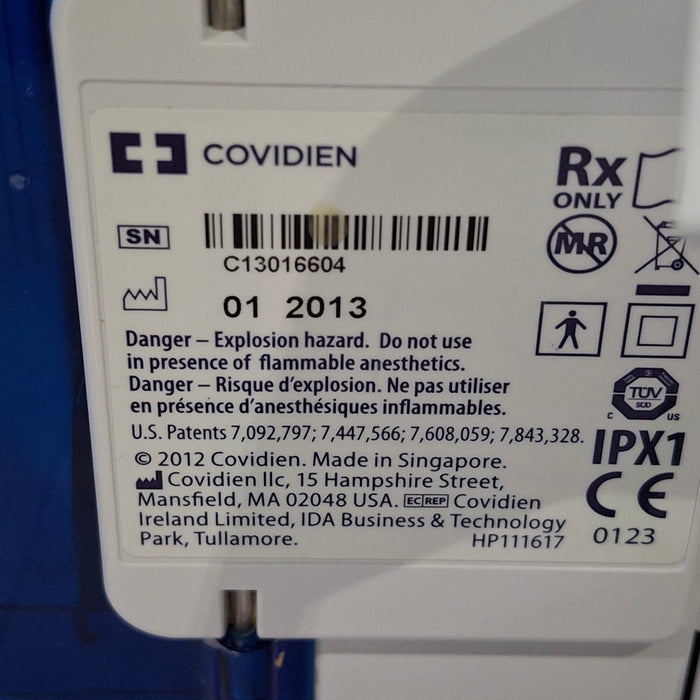 COVIDIEN
Rx
ONLY
SN
C13016604
MR
01 2013
Danger – Explosion hazard. Do not use
in presence of flammable anesthetics.
Danger – Risque d'explosion. Ne pas utiliser
en présence d'anesthésiques inflammables.
U.S. Patents 7,092,797; 7,447,566; 7,608,059; 7,843,328.
© 2012 Covidien. Made in Singapore.
Covidien llc, 15 Hampshire Street,
Mansfield, MA 02048 USA. EC REP Covidien
Ireland Limited, IDA Business & Technology
Park, Tullamore. HP111617
TÜV
SÜD
C US
IPX1
CE
0123